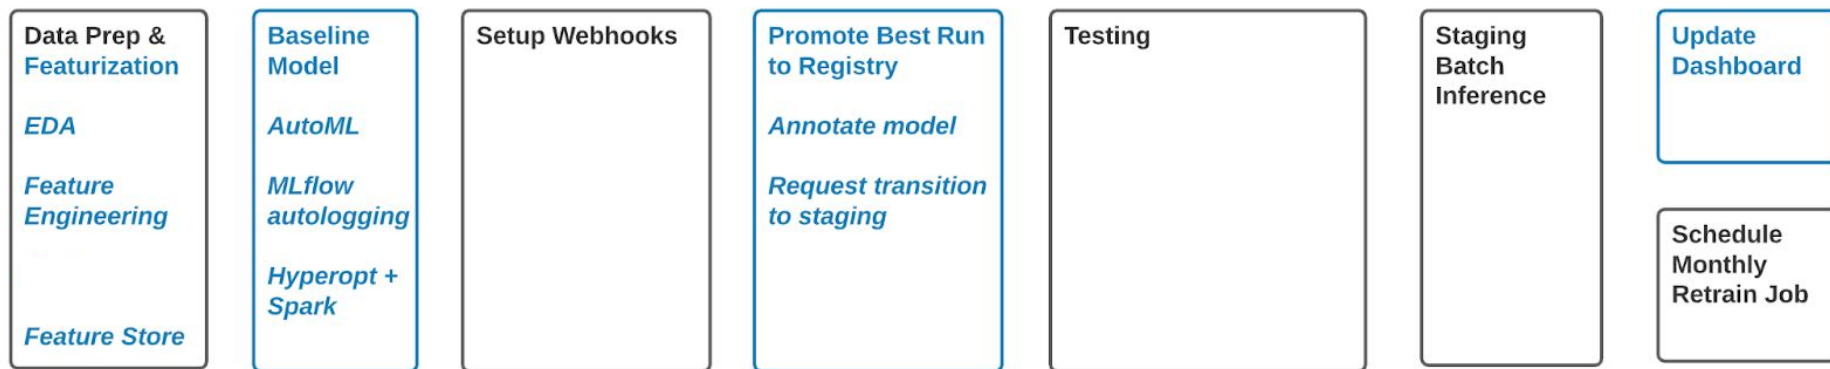 Data Prep &
Featurization
EDA
Feature
Engineering
Feature Store
Baseline
Model
AutoML
MLflow
autologging
Hyperopt +
Spark
Setup Webhooks
Promote Best Run
to Registry
Annotate model
Request transition
to staging
Testing
Staging
Batch
Inference
Update
Dashboard
Schedule
Monthly
Retrain Job